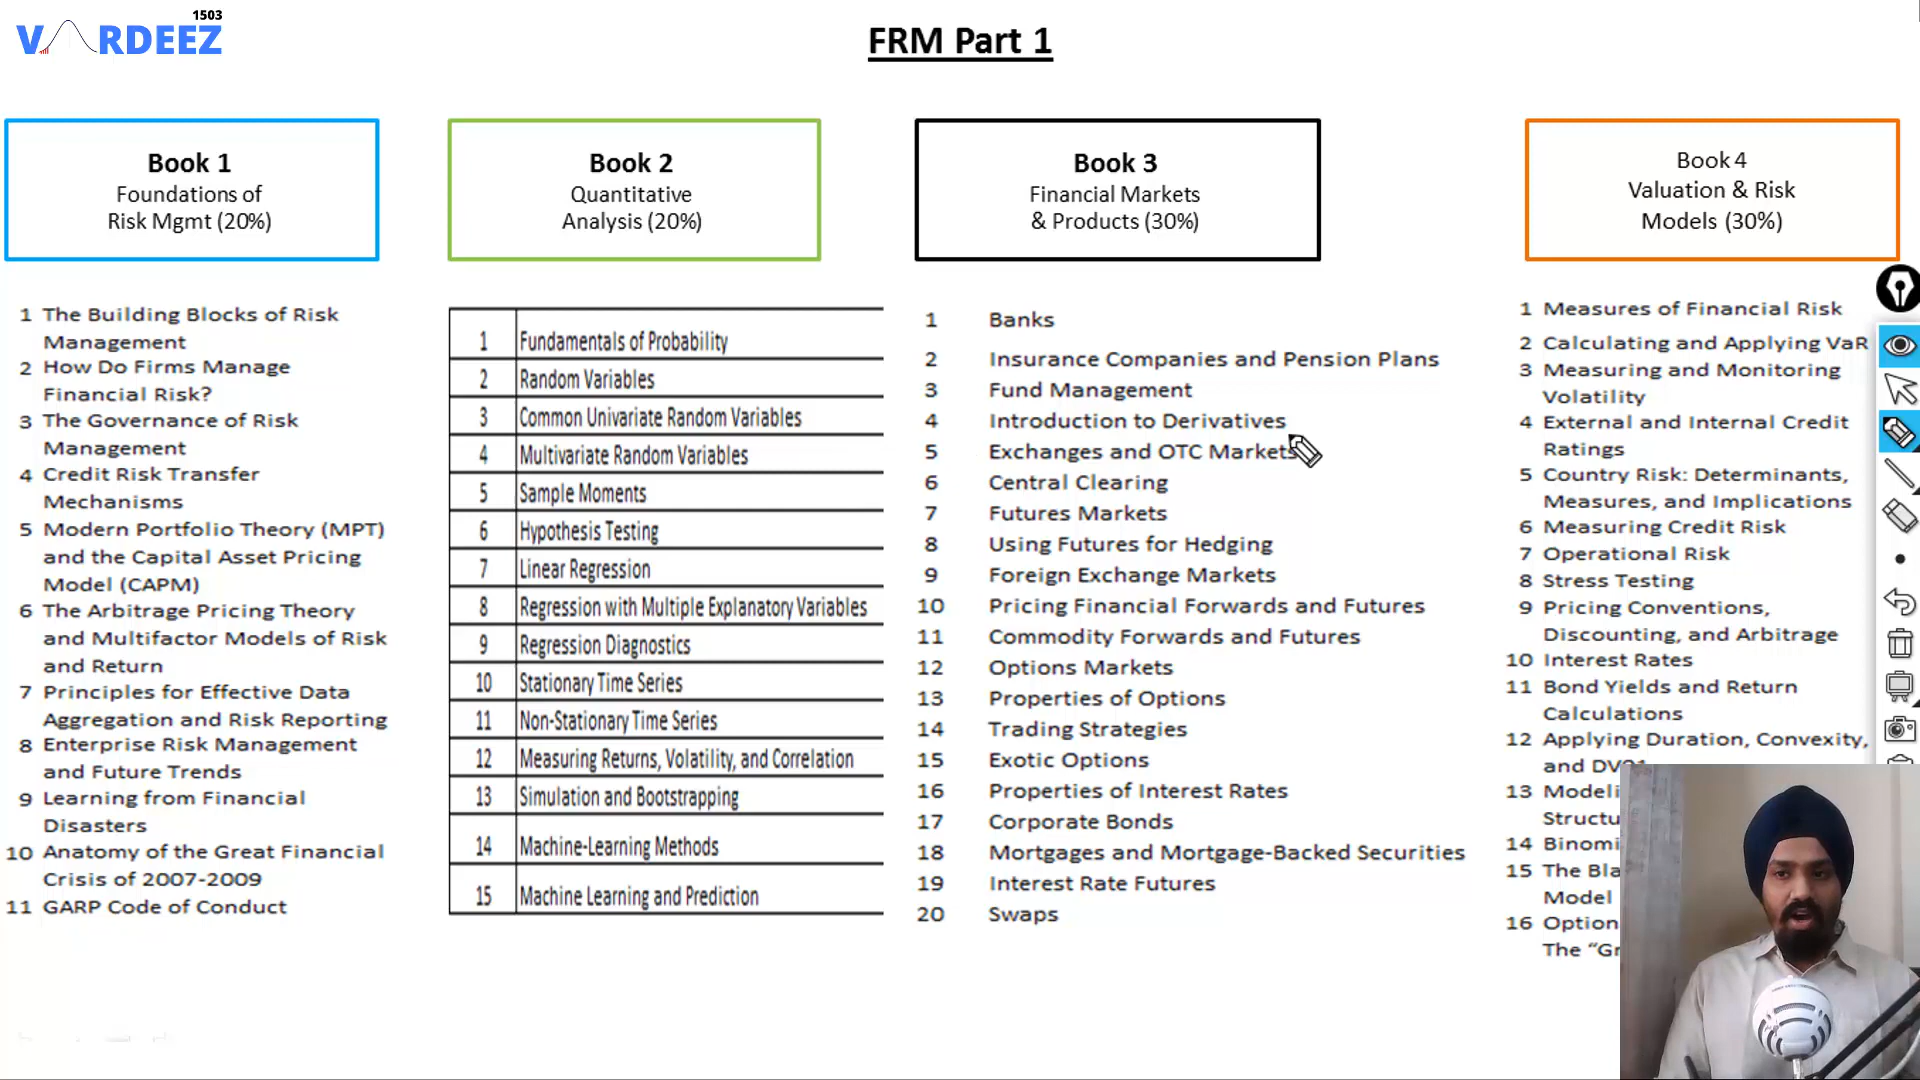 1503
VARDEEZ
FRM Part 1
Book 1
Foundations of
Risk Mgmt (20%)
1 The Building Blocks of Risk
Management
2 How Do Firms Manage
Financial Risk?
3 The Governance of Risk
Management
4 Credit Risk Transfer
Mechanisms
5 Modern Portfolio Theory (MPT)
and the Capital Asset Pricing
Model (CAPM)
6 The Arbitrage Pricing Theory
and Multifactor Models of Risk
and Return
7 Principles for Effective Data
Aggregation and Risk Reporting
8 Enterprise Risk Management
and Future Trends
9 Learning from Financial
Disasters
10 Anatomy of the Great Financial
Crisis of 2007-2009
11 GARP Code of Conduct
Book 2
Quantitative
Analysis (20%)
1 Fundamentals of Probability
2 Random Variables
3 Common Univariate Random Variables
4 Multivariate Random Variables
5 Sample Moments
6 Hypothesis Testing
7 Linear Regression
8 Regression with Multiple Explanatory Variables
9 Regression Diagnostics
10 Stationary Time Series
11 Non-Stationary Time Series
12 Measuring Returns, Volatility, and Correlation
13 Simulation and Bootstrapping
14 Machine-Learning Methods
15 Machine Learning and Prediction
Book 3
Financial Markets
& Products (30%)
1 Banks
2 Insurance Companies and Pension Plans
3 Fund Management
4 Introduction to Derivatives
5 Exchanges and OTC Markets
6 Central Clearing
7 Futures Markets
8 Using Futures for Hedging
9 Foreign Exchange Markets
10 Pricing Financial Forwards and Futures
11 Commodity Forwards and Futures
12 Options Markets
13 Properties of Options
14 Trading Strategies
15 Exotic Options
16 Properties of Interest Rates
17 Corporate Bonds
18 Mortgages and Mortgage-Backed Securities
19 Interest Rate Futures
20 Swaps
Book 4
Valuation & Risk
Models (30%)
1 Measures of Financial Risk
2 Calculating and Applying VaR
3 Measuring and Monitoring
Volatility
4 External and Internal Credit
Ratings
5 Country Risk: Determinants,
Measures, and Implications
6 Measuring Credit Risk
7 Operational Risk
8 Stress Testing
9 Pricing Conventions,
Discounting, and Arbitrage
10 Interest Rates
11 Bond Yields and Return
Calculations
12 Applying Duration, Convexity,
and DV01
13 Modeli
Structu
14 Binomi
15 The Bla
Model
16 Option
The “Gr